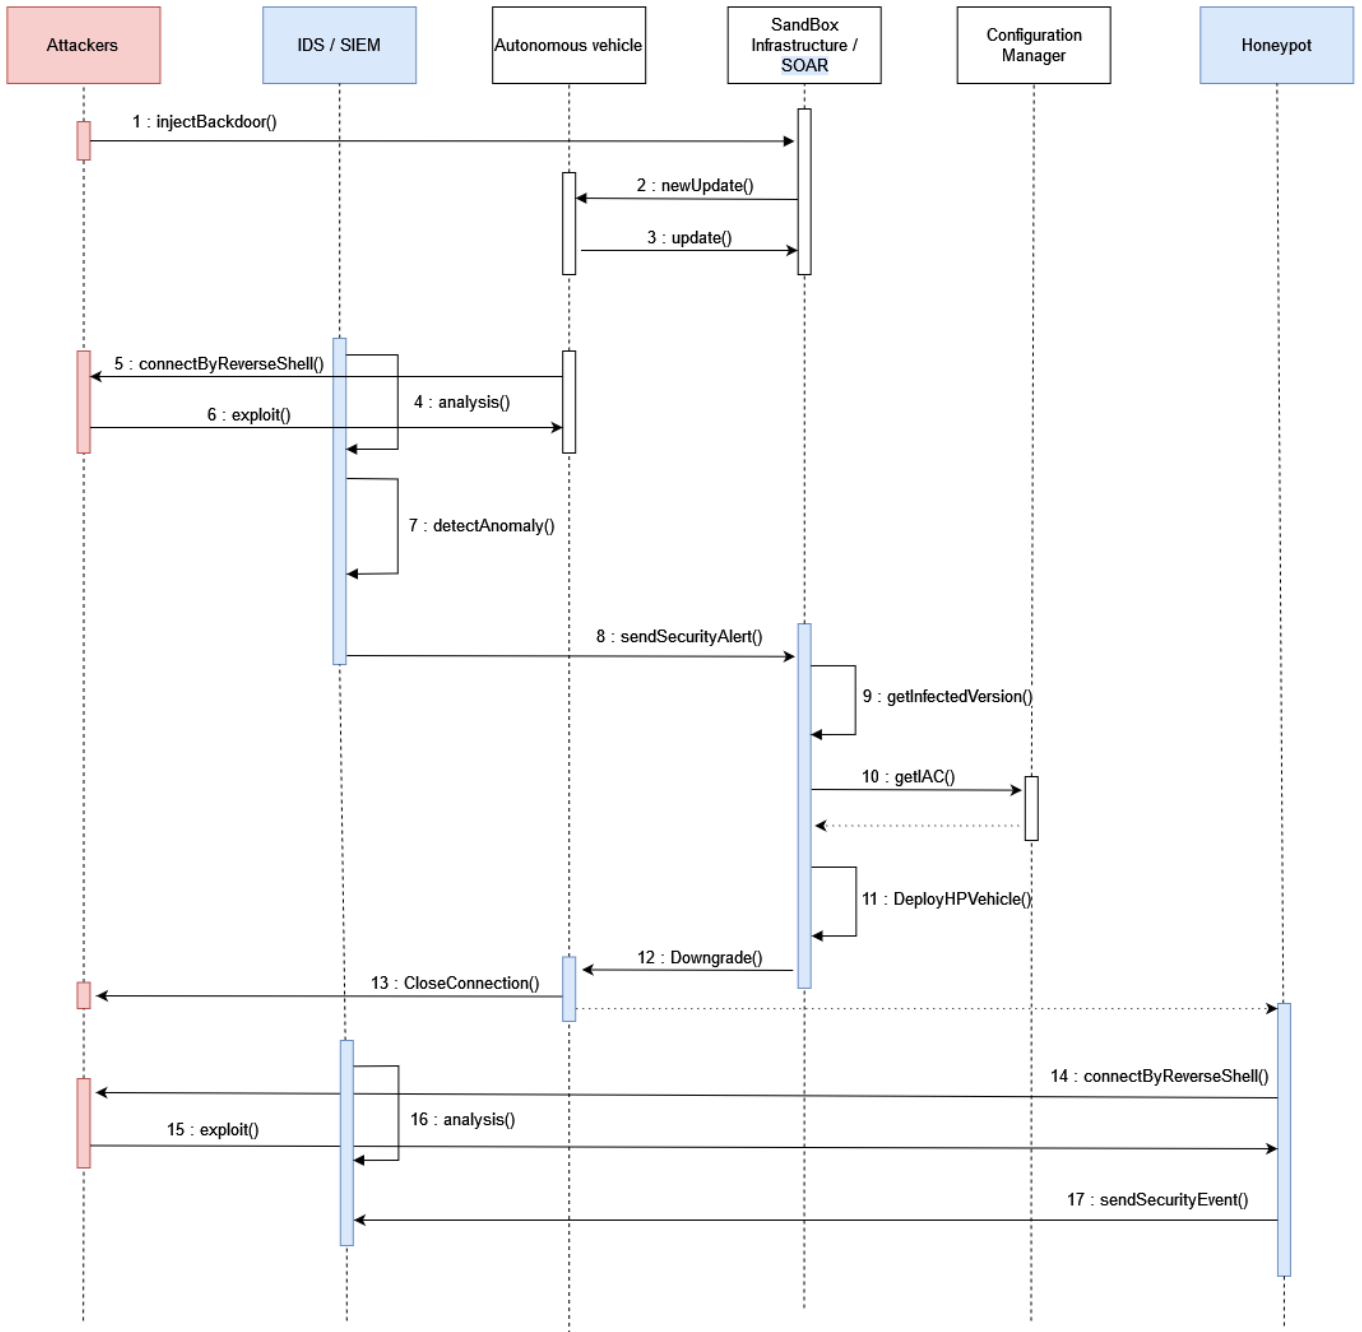 Attackers
IDS / SIEM
Autonomous vehicle
SandBox
Infrastructure /
SOAR
Configuration
Manager
Honeypot
1 : injectBackdoor()
2 : newUpdate()
3 : update()
5 : connectByReverseShell()
4 : analysis()
6 : exploit()
7 : detectAnomaly()
8 : sendSecurityAlert()
9 : getInfectedVersion()
10 : getIAC()
11 : DeployHPVehicle()
12 : Downgrade()
13 : CloseConnection()
14 : connectByReverseShell()
16 : analysis()
15 : exploit()
17 : sendSecurityEvent()